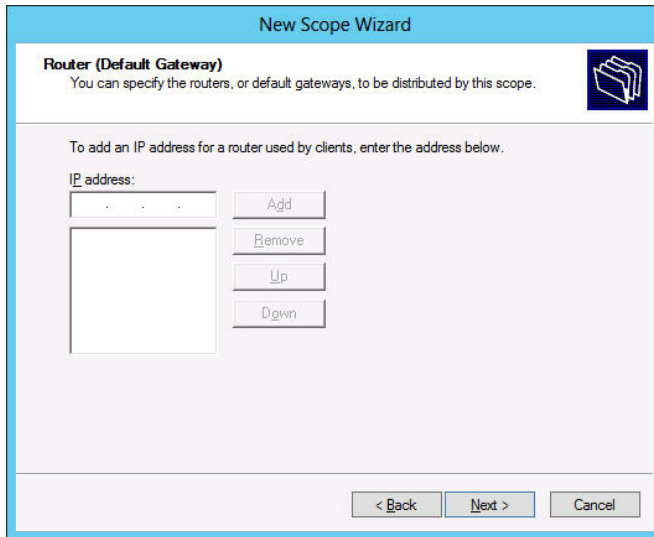 New Scope Wizard
Router (Default Gateway)
You can specify the routers, or default gateways, to be distributed by this scope.
To add an IP address for a router used by clients, enter the address below.
IP address:
. . .
Add
Remove
Up
Down
< Back
Next >
Cancel